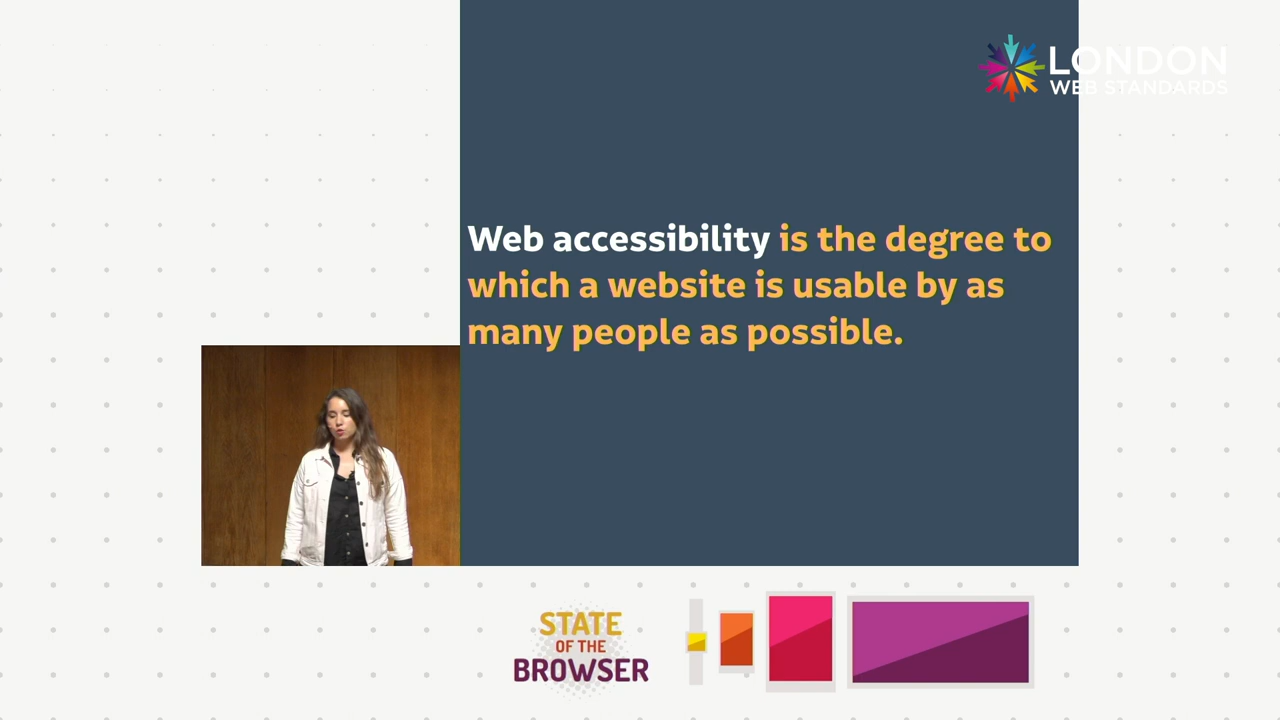 LONDON
WEB STANDARDS
Web accessibility is the degree to
which a website is usable by as
many people as possible.
STATE
OF THE
BROWSER